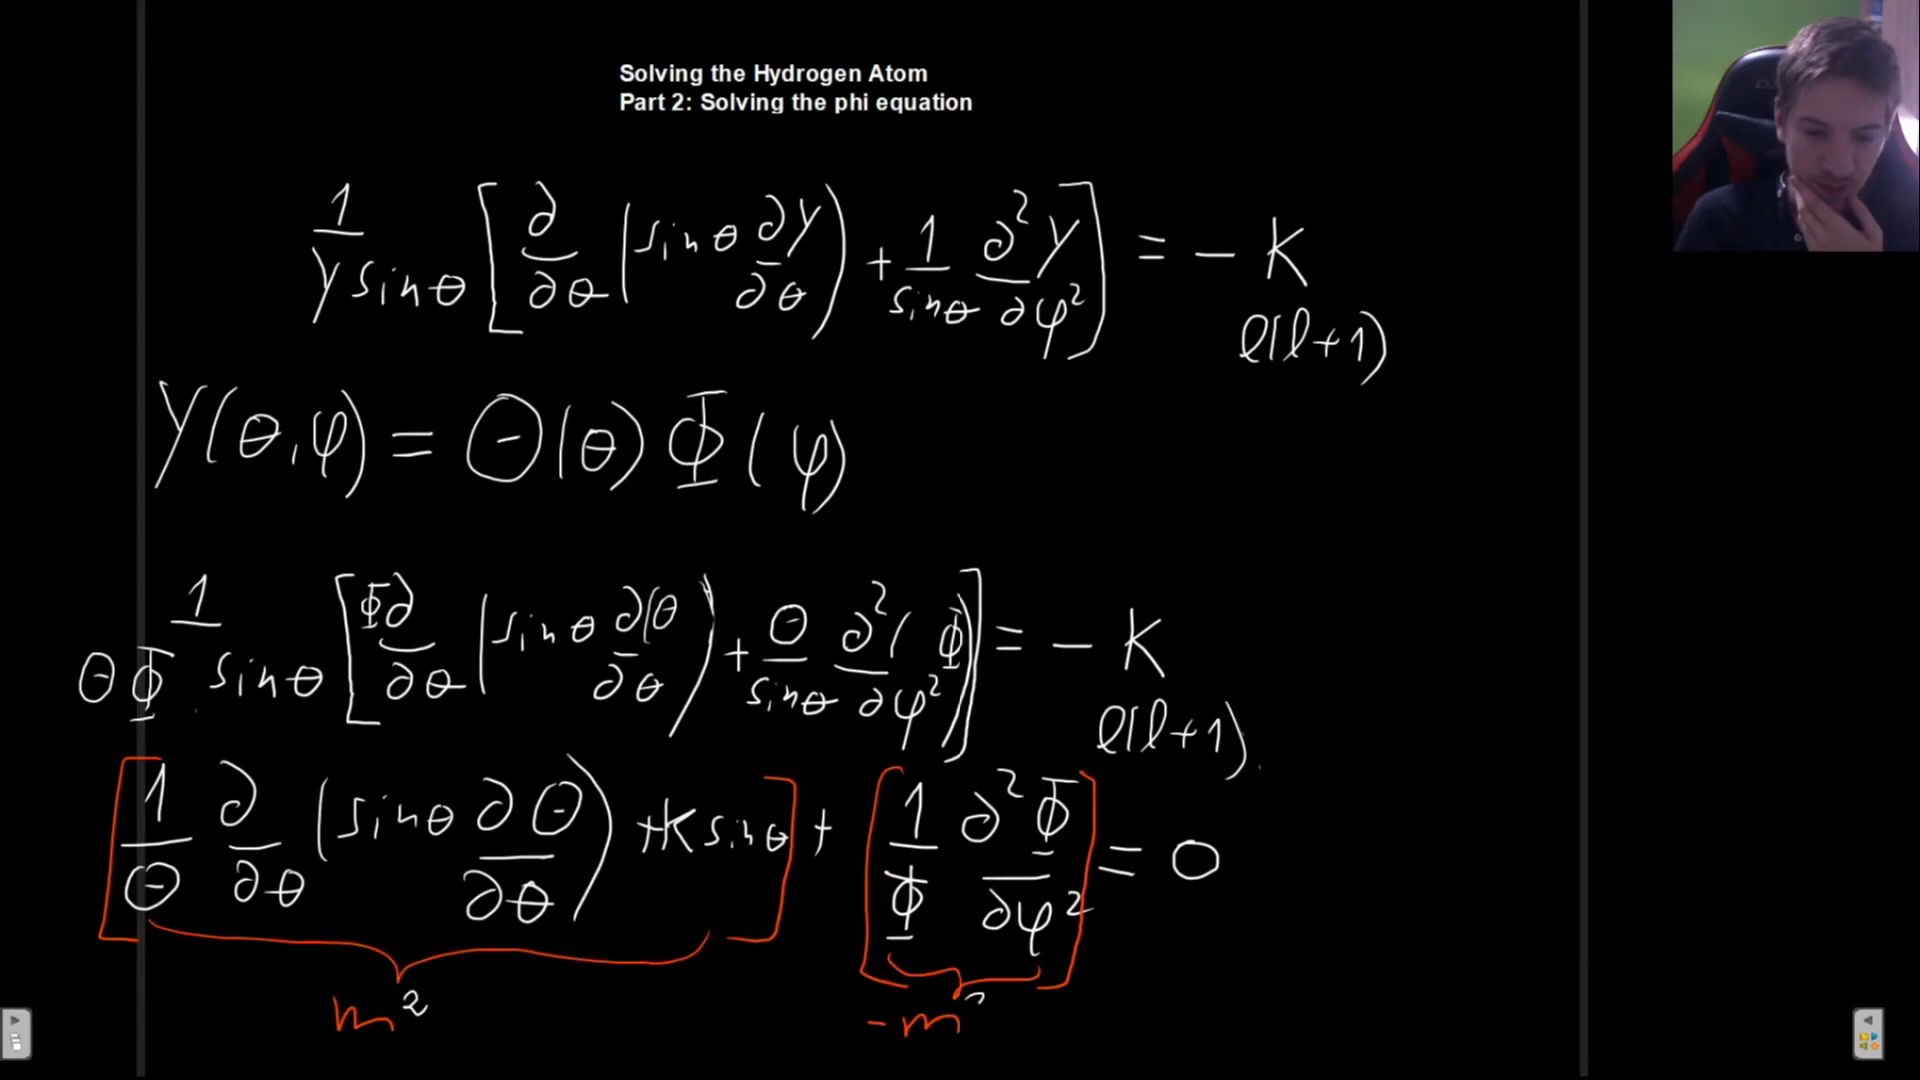 Solving the Hydrogen Atom
Part 2: Solving the phi equation
1/(Y sinθ) [∂/∂θ (sinθ ∂Y/∂θ) + 1/sinθ ∂²Y/∂φ²] = − K
l(l+1)
Y(θ,φ) = Θ(θ) Φ(φ)
1/(ΘΦ sinθ) [Φ∂/∂θ (sinθ ∂(Θ/∂θ) + Θ/sinθ ∂²(Φ)/∂φ²] = − K
l(l+1)
[1/Θ ∂/∂θ (sinθ ∂Θ/∂θ) + K sinθ] + [1/Φ ∂²Φ/∂φ²] = 0
m² −m²